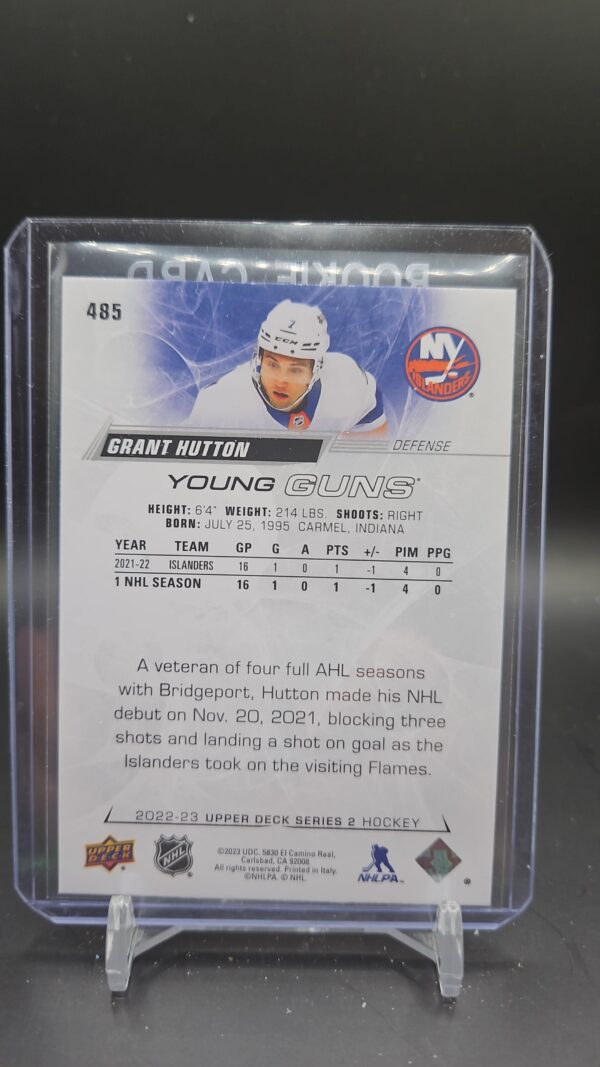 ROOKIE CARD
485
7
CCM
NY
ISLANDERS
GRANT HUTTON
DEFENSE
YOUNG GUNS
HEIGHT: 6'4" WEIGHT: 214 LBS. SHOOTS: RIGHT
BORN: JULY 25, 1995 CARMEL, INDIANA
YEAR TEAM GP G A PTS +/- PIM PPG
2021-22 ISLANDERS 16 1 0 1 -1 4 0
1 NHL SEASON 16 1 0 1 -1 4 0
A veteran of four full AHL seasons
with Bridgeport, Hutton made his NHL
debut on Nov. 20, 2021, blocking three
shots and landing a shot on goal as the
Islanders took on the visiting Flames.
2022-23 UPPER DECK SERIES 2 HOCKEY
UPPER DECK
NHL
©2023 UDC. 5830 El Camino Real,
Carlsbad, CA 92008.
All rights reserved. Printed in Italy.
©NHLPA. © NHL.
NHLPA